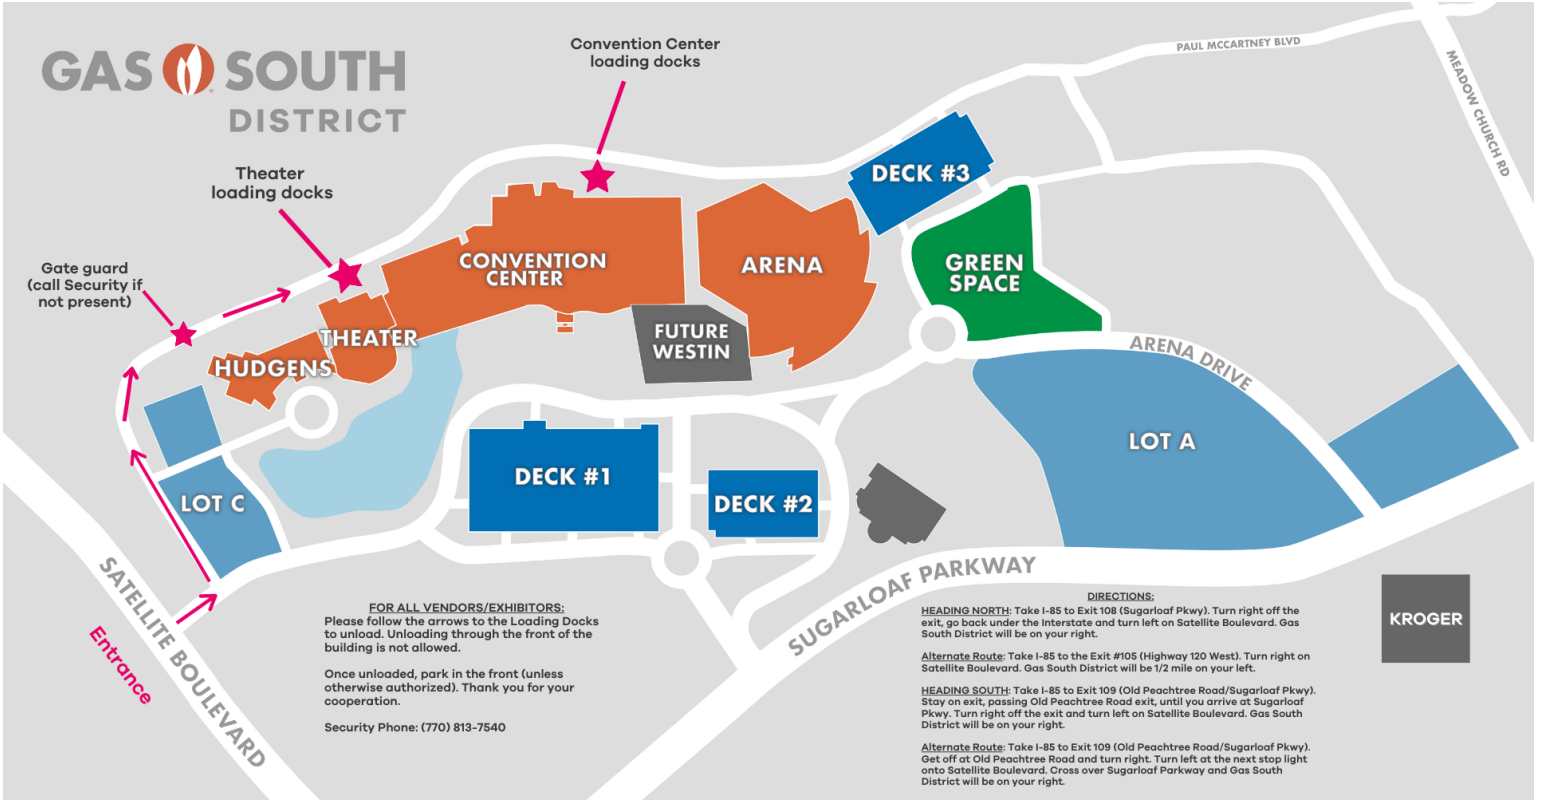 GAS SOUTH
DISTRICT
Convention Center
loading docks
PAUL MCCARTNEY BLVD
MEADOW CHURCH RD
Theater
loading docks
DECK #3
Gate guard
(call Security if
not present)
CONVENTION
CENTER
ARENA
GREEN
SPACE
THEATER
HUDGENS
FUTURE
WESTIN
ARENA DRIVE
LOT A
DECK #1
DECK #2
LOT C
SATELLITE BOULEVARD
Entrance
SUGARLOAF PARKWAY
KROGER
FOR ALL VENDORS/EXHIBITORS:
Please follow the arrows to the Loading Docks
to unload. Unloading through the front of the
building is not allowed.
Once unloaded, park in the front (unless
otherwise authorized). Thank you for your
cooperation.
Security Phone: (770) 813-7540
DIRECTIONS:
HEADING NORTH: Take I-85 to Exit 108 (Sugarloaf Pkwy). Turn right off the
exit, go back under the Interstate and turn left on Satellite Boulevard. Gas
South District will be on your right.
Alternate Route: Take I-85 to the Exit #105 (Highway 120 West). Turn right on
Satellite Boulevard. Gas South District will be 1/2 mile on your left.
HEADING SOUTH: Take I-85 to Exit 109 (Old Peachtree Road/Sugarloaf Pkwy).
Stay on exit, passing Old Peachtree Road exit, until you arrive at Sugarloaf
Pkwy. Turn right off the exit and turn left on Satellite Boulevard. Gas South
District will be on your right.
Alternate Route: Take I-85 to Exit 109 (Old Peachtree Road/Sugarloaf Pkwy).
Get off at Old Peachtree Road and turn right. Turn left at the next stop light
onto Satellite Boulevard. Cross over Sugarloaf Parkway and Gas South
District will be on your right.